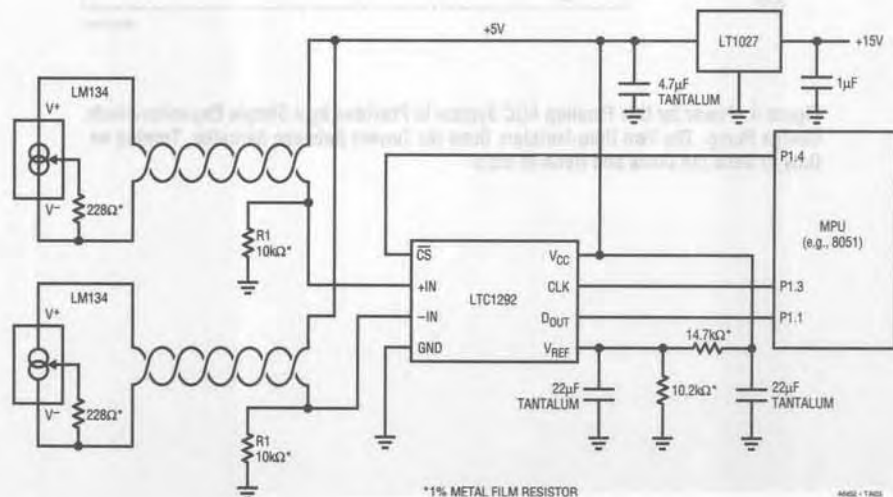 +5V
LT1027
+15V
4.7µF
TANTALUM
1µF
LM134
V+
V−
228Ω*
R1
10kΩ*
P1.4
MPU
(e.g., 8051)
P1.3
P1.1
CS
+IN
−IN
GND
LTC1292
VCC
CLK
DOUT
VREF
14.7kΩ*
22µF
TANTALUM
10.2kΩ*
22µF
TANTALUM
LM134
V+
V−
228Ω*
R1
10kΩ*
*1% METAL FILM RESISTOR